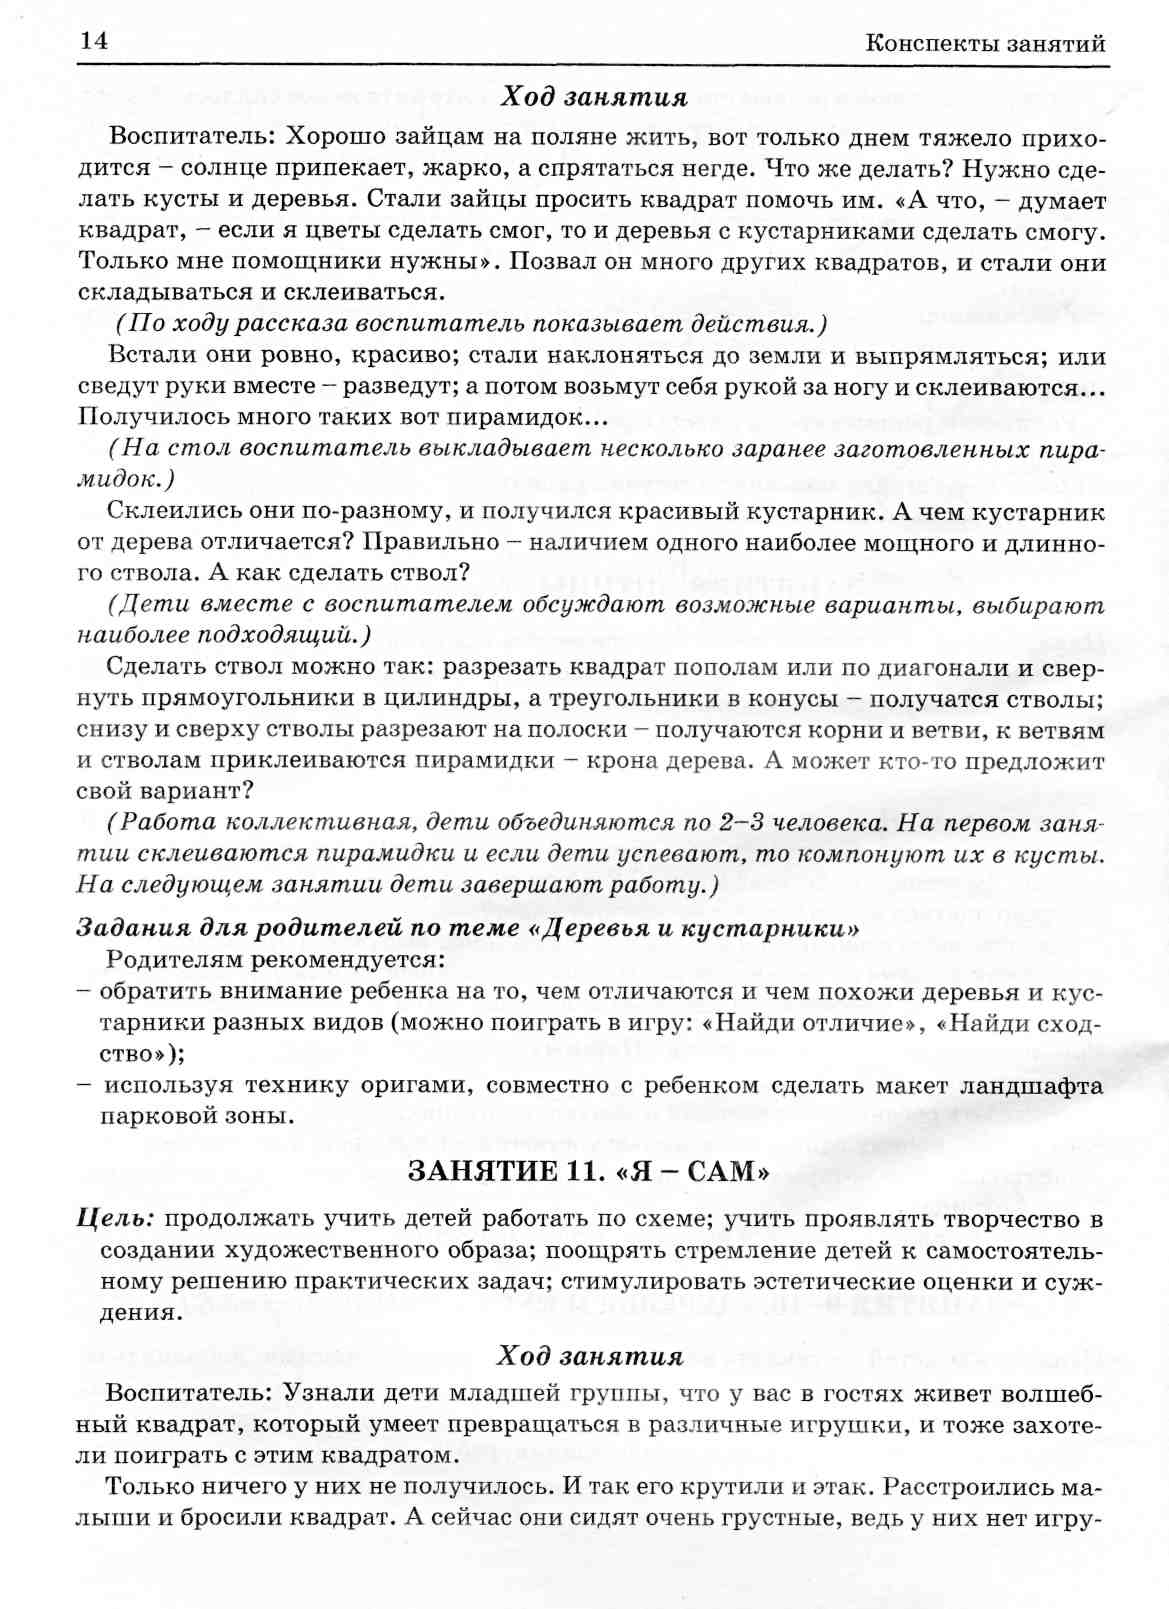 14
Конспекты занятий
Ход занятия
Воспитатель: Хорошо зайцам на поляне жить, вот только днем тяжело прихо-
дится – солнце припекает, жарко, а спрятаться негде. Что же делать? Нужно сде-
лать кусты и деревья. Стали зайцы просить квадрат помочь им. «А что, – думает
квадрат, – если я цветы сделать смог, то и деревья с кустарниками сделать смогу.
Только мне помощники нужны». Позвал он много других квадратов, и стали они
складываться и склеиваться.
(По ходу рассказа воспитатель показывает действия.)
Встали они ровно, красиво; стали наклоняться до земли и выпрямляться; или
сведут руки вместе – разведут; а потом возьмут себя рукой за ногу и склеиваются...
Получилось много таких вот пирамидок...
(На стол воспитатель выкладывает несколько заранее заготовленных пира-
мидок.)
Склеились они по-разному, и получился красивый кустарник. А чем кустарник
от дерева отличается? Правильно – наличием одного наиболее мощного и длинно-
го ствола. А как сделать ствол?
(Дети вместе с воспитателем обсуждают возможные варианты, выбирают
наиболее подходящий.)
Сделать ствол можно так: разрезать квадрат пополам или по диагонали и свер-
нуть прямоугольники в цилиндры, а треугольники в конусы – получатся стволы;
снизу и сверху стволы разрезают на полоски – получаются корни и ветви, к ветвям
и стволам приклеиваются пирамидки – крона дерева. А может кто-то предложит
свой вариант?
(Работа коллективная, дети объединяются по 2–3 человека. На первом заня-
тии склеиваются пирамидки и если дети успевают, то компонуют их в кусты.
На следующем занятии дети завершают работу.)
Задания для родителей по теме «Деревья и кустарники»
Родителям рекомендуется:
– обратить внимание ребенка на то, чем отличаются и чем похожи деревья и кус-
тарники разных видов (можно поиграть в игру: «Найди отличие», «Найди сход-
ство»);
– используя технику оригами, совместно с ребенком сделать макет ландшафта
парковой зоны.
ЗАНЯТИЕ 11. «Я – САМ»
Цель: продолжать учить детей работать по схеме; учить проявлять творчество в
создании художественного образа; поощрять стремление детей к самостоятель-
ному решению практических задач; стимулировать эстетические оценки и суж-
дения.
Ход занятия
Воспитатель: Узнали дети младшей группы, что у вас в гостях живет волшеб-
ный квадрат, который умеет превращаться в различные игрушки, и тоже захоте-
ли поиграть с этим квадратом.
Только ничего у них не получилось. И так его крутили и этак. Расстроились ма-
лыши и бросили квадрат. А сейчас они сидят очень грустные, ведь у них нет игру-